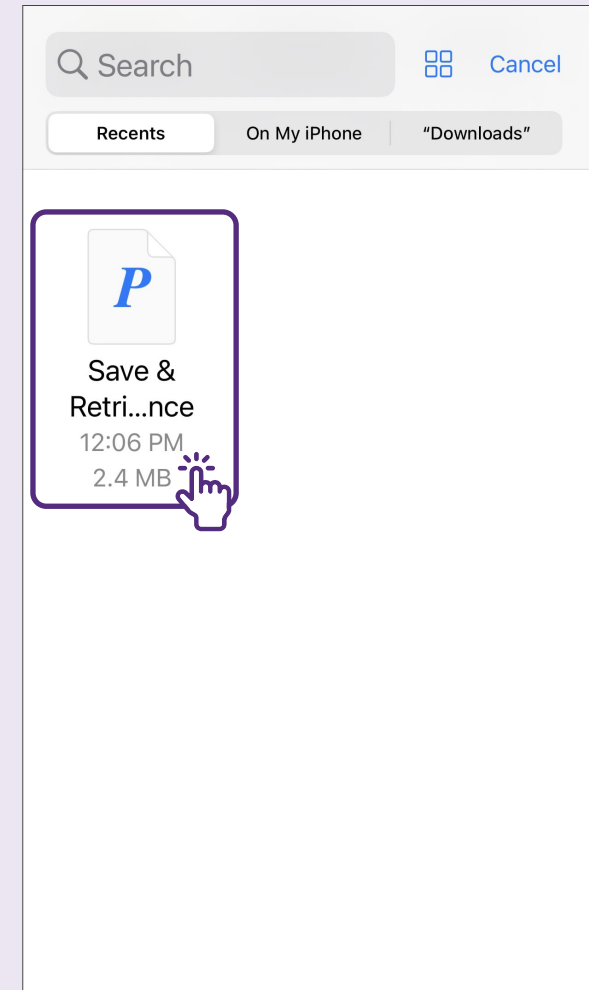 Search
Cancel
Recents
On My iPhone
“Downloads”
P
Save &
Retri...nce
12:06 PM
2.4 MB